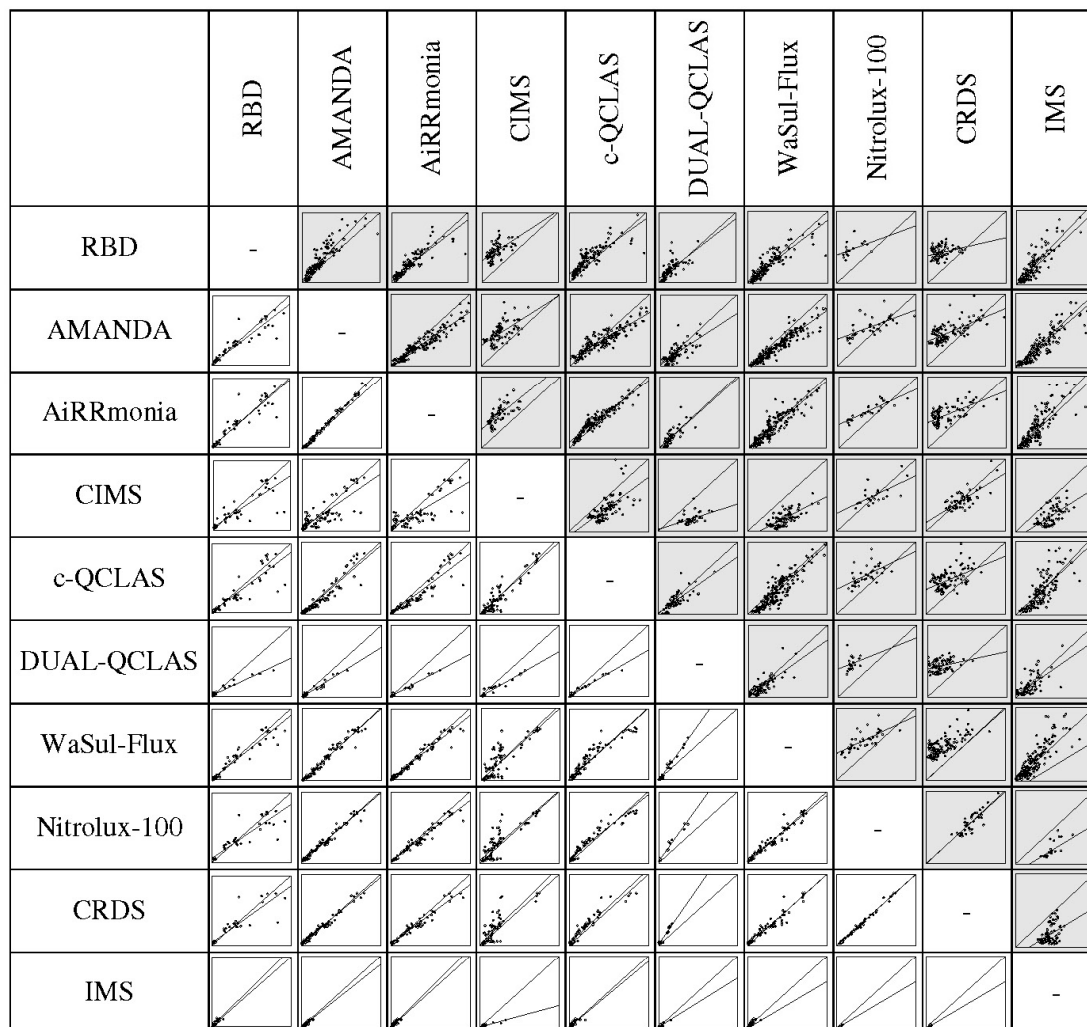 RBD
AMANDA
AiRRmonia
CIMS
c-QCLAS
DUAL-QCLAS
WaSul-Flux
Nitrolux-100
CRDS
IMS
RBD -
AMANDA -
AiRRmonia -
CIMS -
c-QCLAS -
DUAL-QCLAS -
WaSul-Flux -
Nitrolux-100 -
CRDS -
IMS -